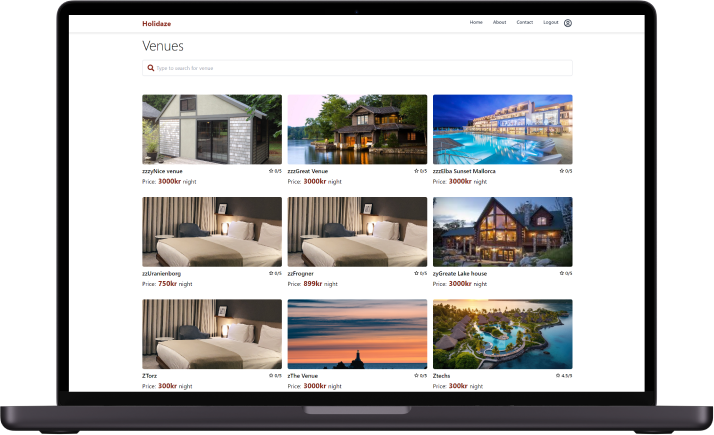 Holidaze
Home About Contact Logout
Venues
Type to search for venue
zzzyNice venue 0/5
Price: 3000kr night
zzzGreat Venue 0/5
Price: 3000kr night
zzzElba Sunset Mallorca 0/5
Price: 3000kr night
zzUranienborg 0/5
Price: 750kr night
zzFrogner 0/5
Price: 899kr night
zyGreate Lake house 0/5
Price: 3000kr night
ZTorz 0/5
Price: 300kr night
zThe Venue 0/5
Price: 3000kr night
Ztechs 4.5/5
Price: 300kr night